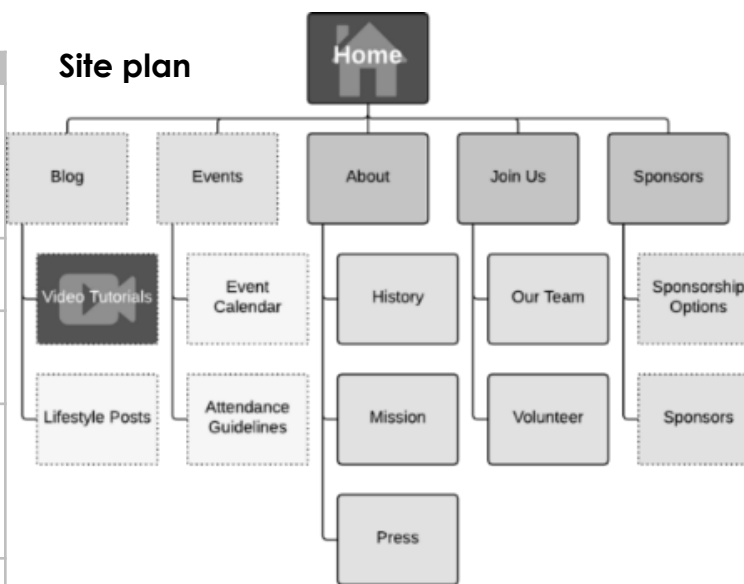 Site plan
Home
Blog
Events
About
Join Us
Sponsors
Video Tutorials
Event
Calendar
History
Our Team
Sponsorship
Options
Lifestyle Posts
Attendance
Guidelines
Mission
Volunteer
Sponsors
Press